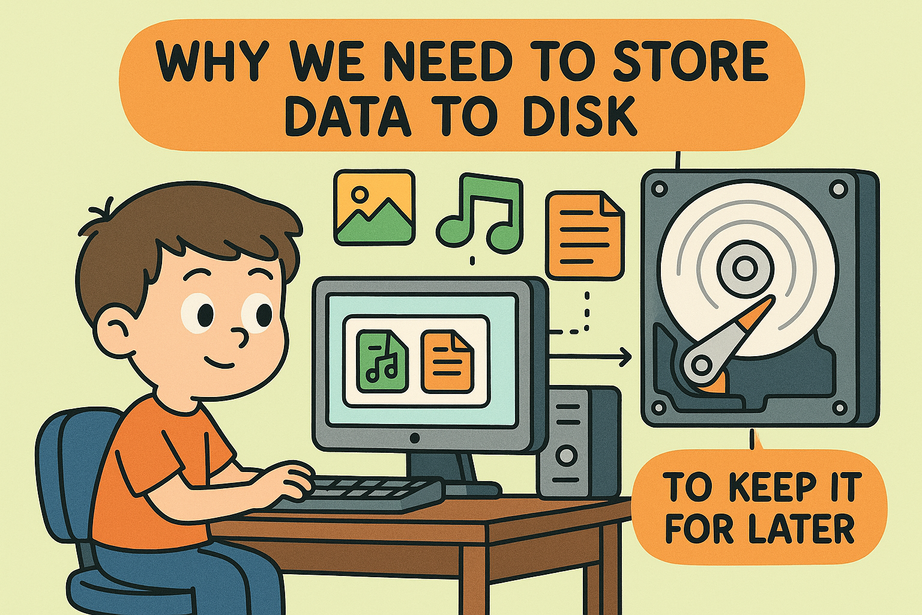 WHY WE NEED TO STORE
DATA TO DISK
TO KEEP IT
FOR LATER